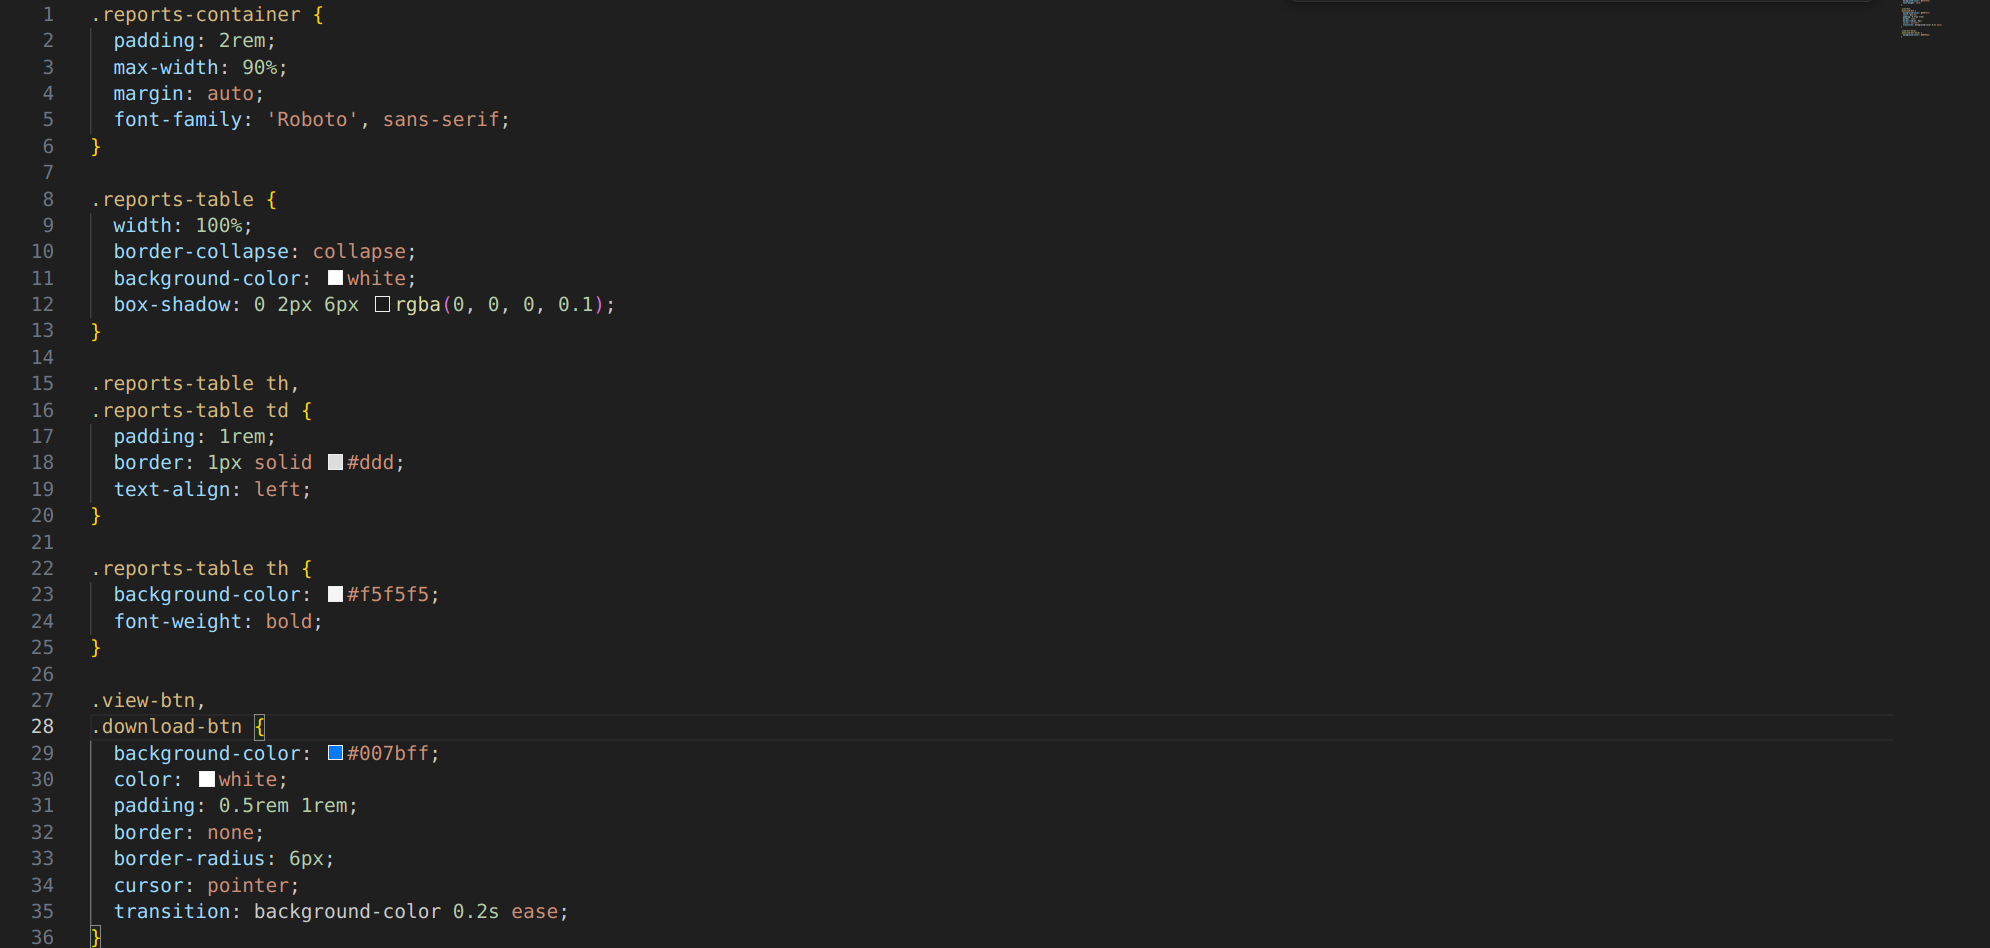 1 .reports-container {
2   padding: 2rem;
3   max-width: 90%;
4   margin: auto;
5   font-family: 'Roboto', sans-serif;
6 }
7
8 .reports-table {
9   width: 100%;
10   border-collapse: collapse;
11   background-color: white;
12   box-shadow: 0 2px 6px rgba(0, 0, 0, 0.1);
13 }
14
15 .reports-table th,
16 .reports-table td {
17   padding: 1rem;
18   border: 1px solid #ddd;
19   text-align: left;
20 }
21
22 .reports-table th {
23   background-color: #f5f5f5;
24   font-weight: bold;
25 }
26
27 .view-btn,
28 .download-btn {
29   background-color: #007bff;
30   color: white;
31   padding: 0.5rem 1rem;
32   border: none;
33   border-radius: 6px;
34   cursor: pointer;
35   transition: background-color 0.2s ease;
36 }